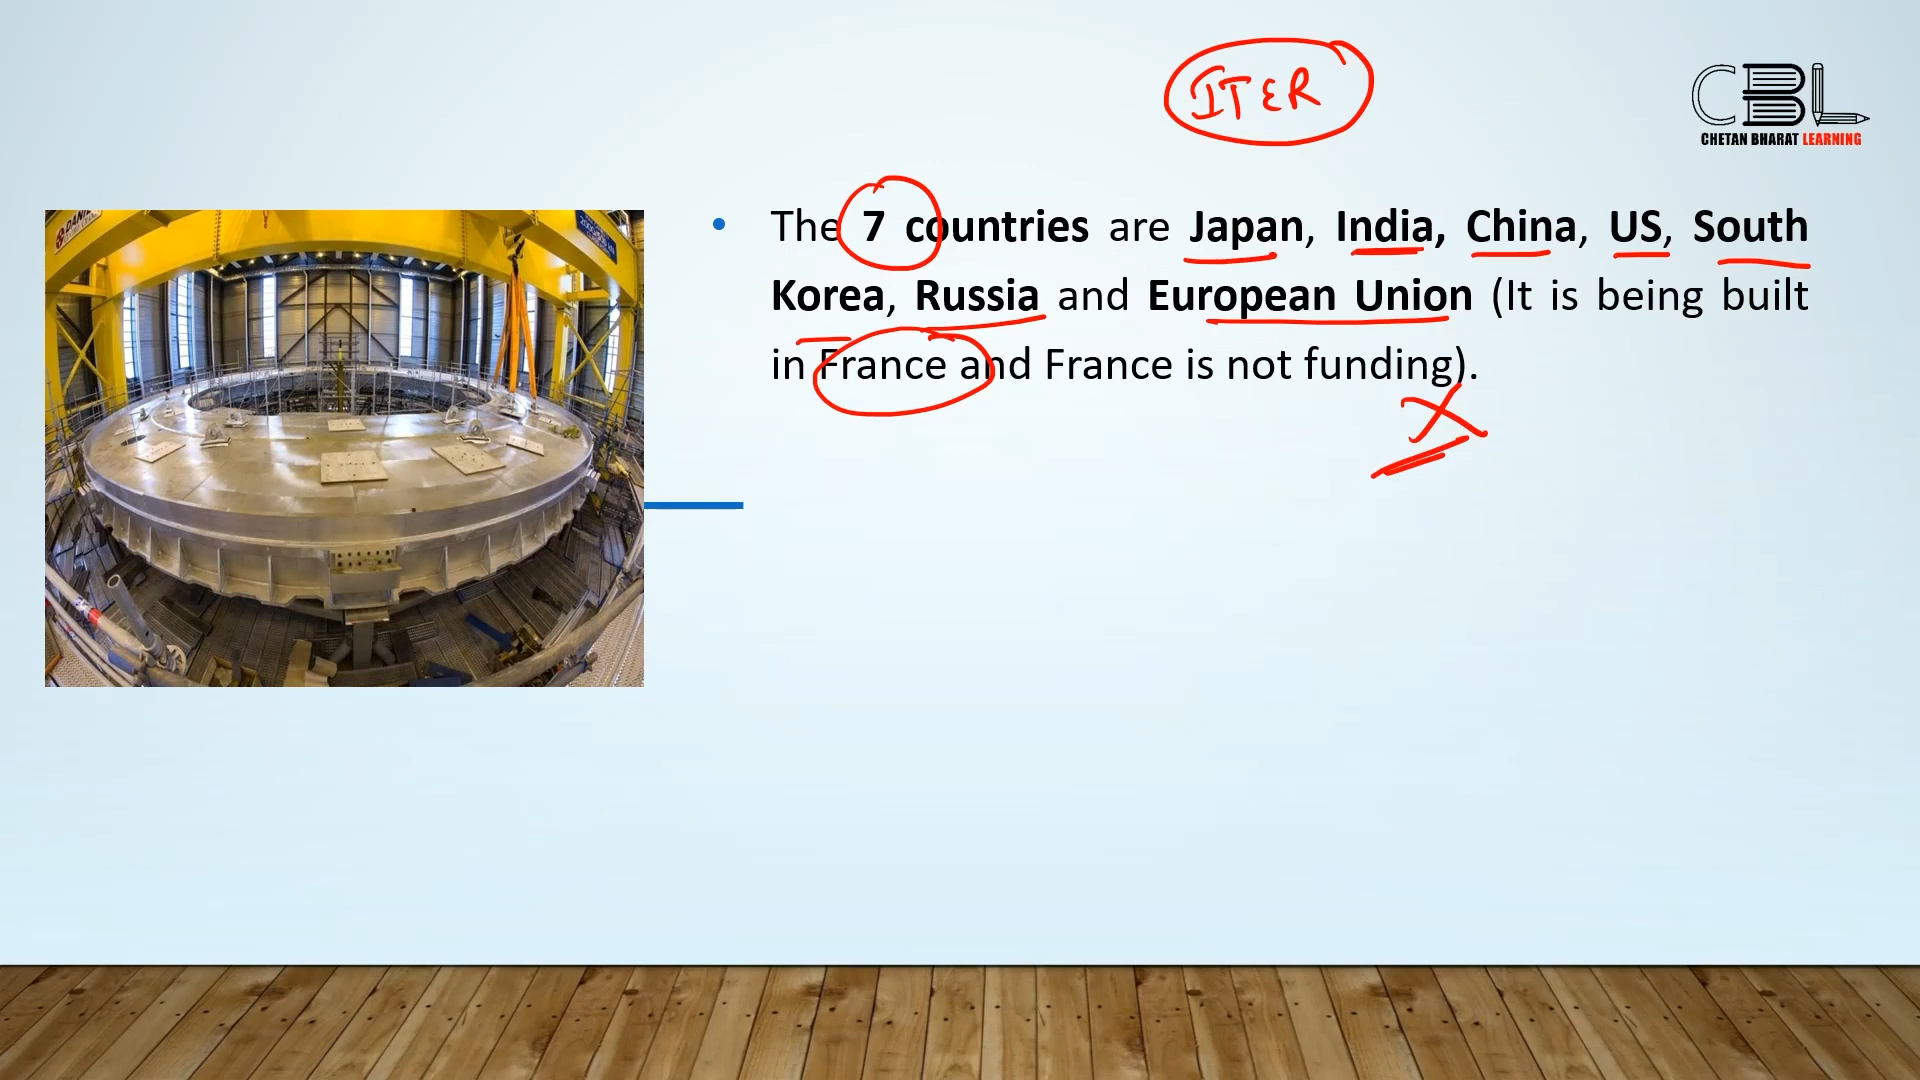 ITER
CBL
CHETAN BHARAT LEARNING
• The 7 countries are Japan, India, China, US, South
Korea, Russia and European Union (It is being built
in France and France is not funding).